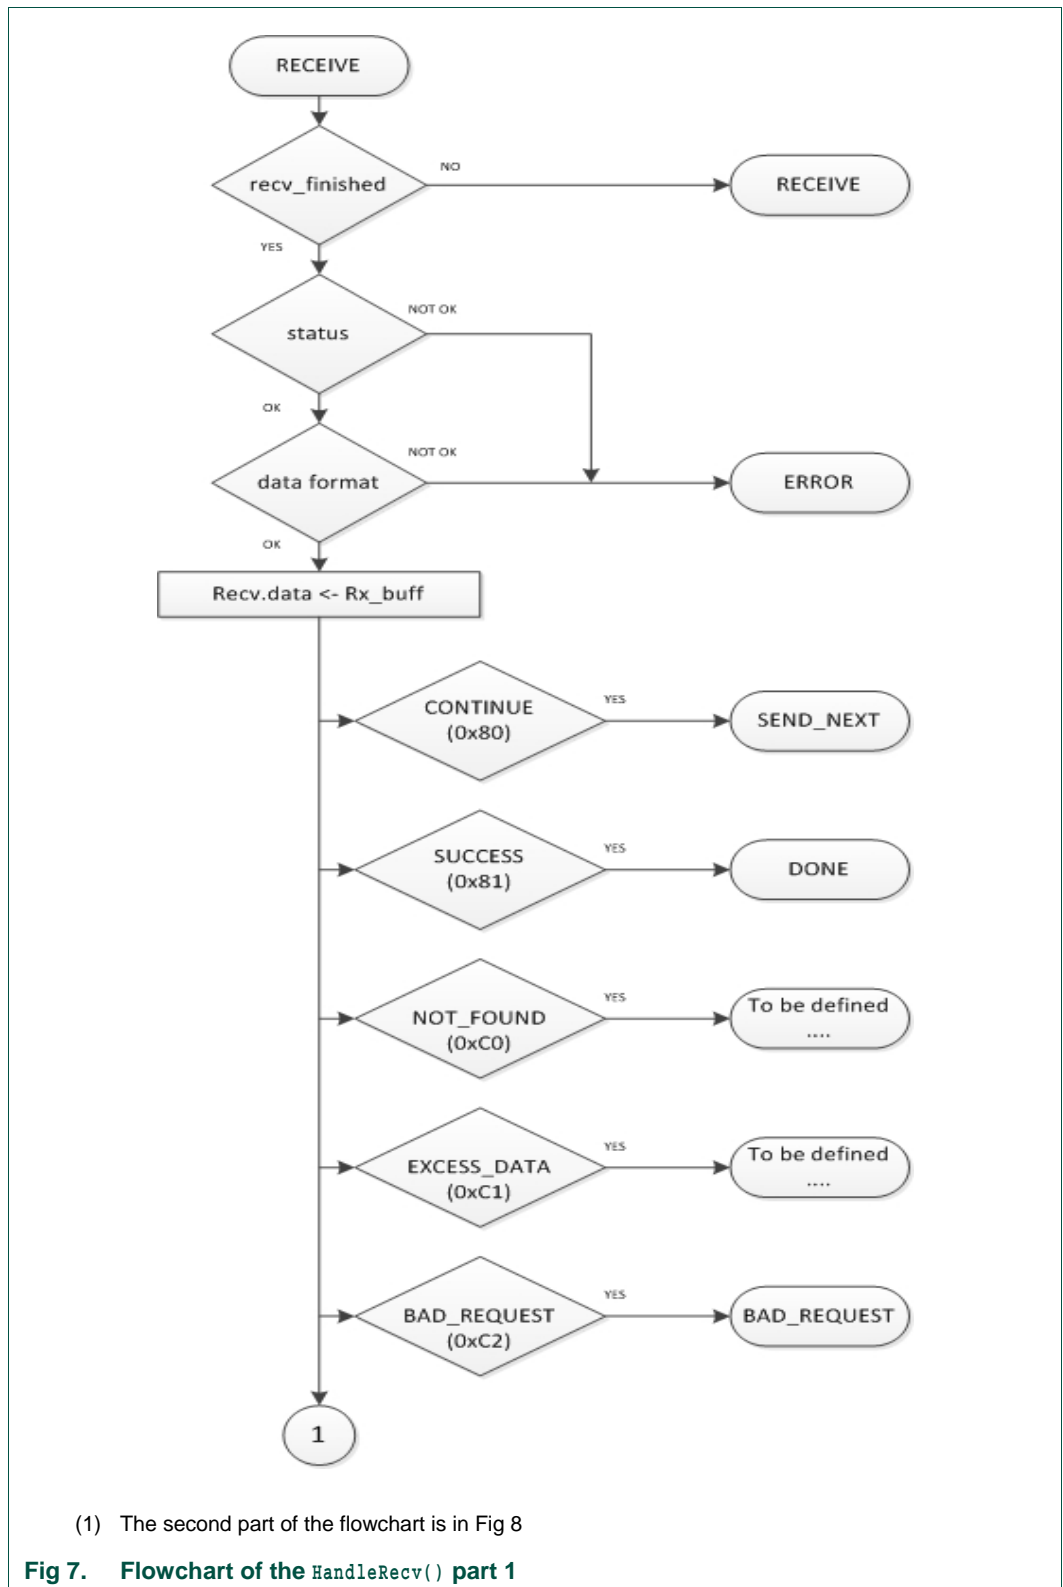 RECEIVE
recv_finished
NO
RECEIVE
YES
status
NOT OK
OK
data format
NOT OK
ERROR
OK
Recv.data <- Rx_buff
CONTINUE
(0x80)
YES
SEND_NEXT
SUCCESS
(0x81)
YES
DONE
NOT_FOUND
(0xC0)
YES
To be defined
....
EXCESS_DATA
(0xC1)
YES
To be defined
....
BAD_REQUEST
(0xC2)
YES
BAD_REQUEST
1
(1) The second part of the flowchart is in Fig 8
Fig 7. Flowchart of the HandleRecv() part 1